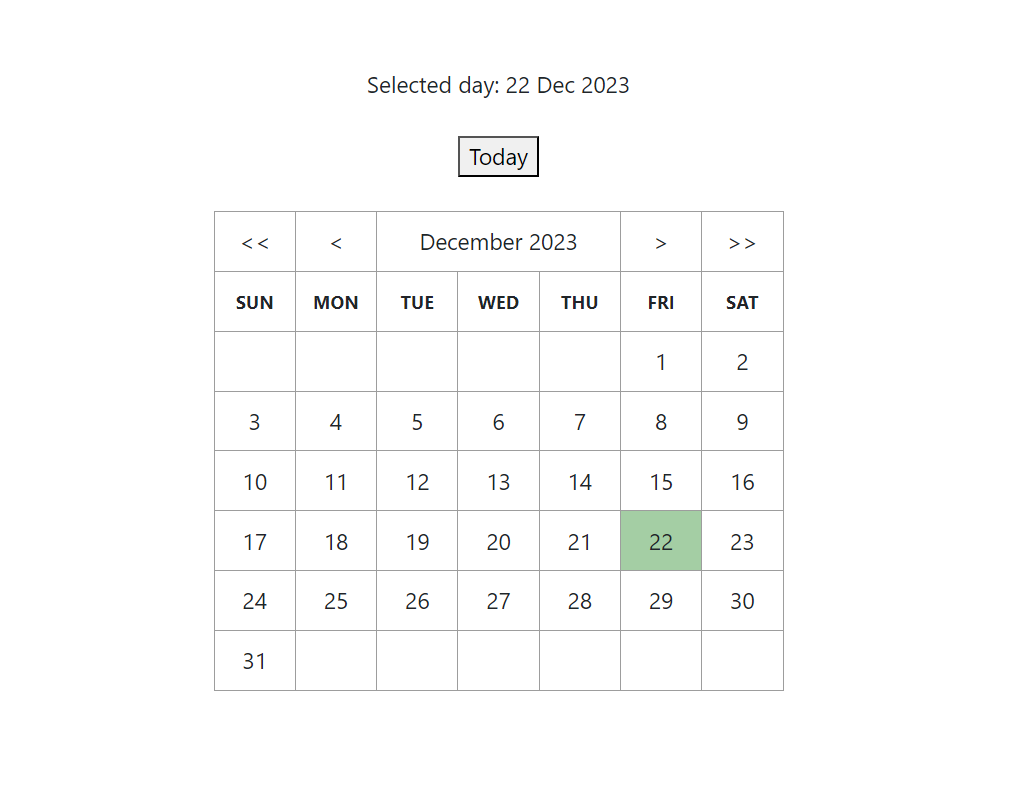 Selected day: 22 Dec 2023
Today
<< < December 2023 > >>
SUN MON TUE WED THU FRI SAT
1 2
3 4 5 6 7 8 9
10 11 12 13 14 15 16
17 18 19 20 21 22 23
24 25 26 27 28 29 30
31